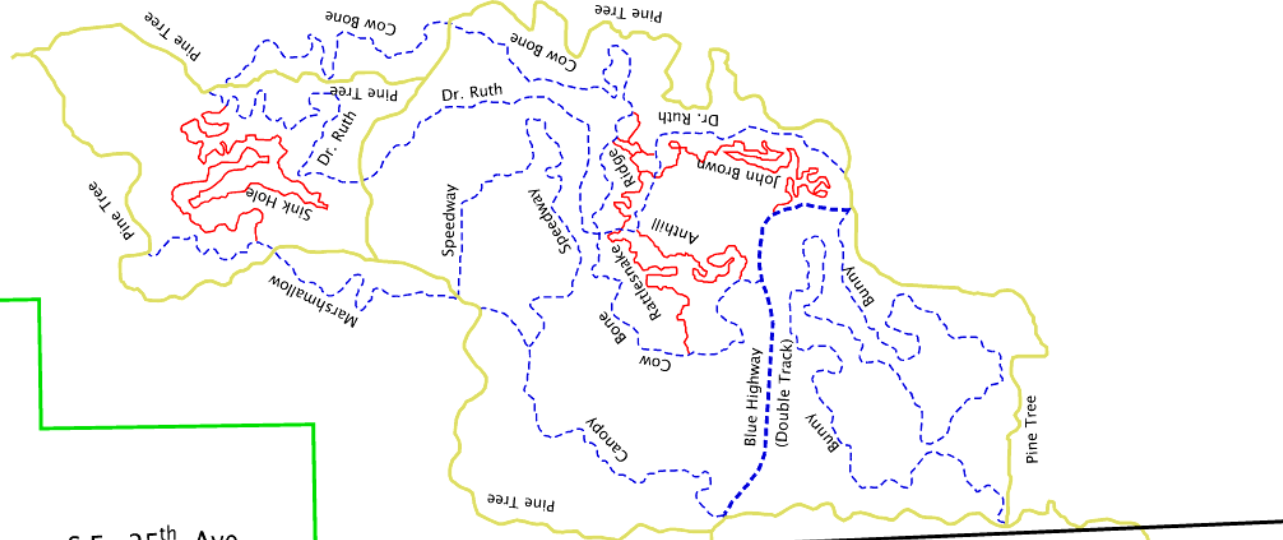 Pine Tree
Cow Bone
Pine Tree
Cow Bone
Pine Tree
Dr. Ruth
Dr. Ruth
Dr. Ruth
Ridge
John Brown
Sink Hole
Pine Tree
Speedway
Speedway
Anthill
Rattlesnake
Marshmallow
Bone
Cow
Bunny
Blue Highway
(Double Track)
Canopy
Bunny
Pine Tree
Pine Tree
S.E. 25th Ave